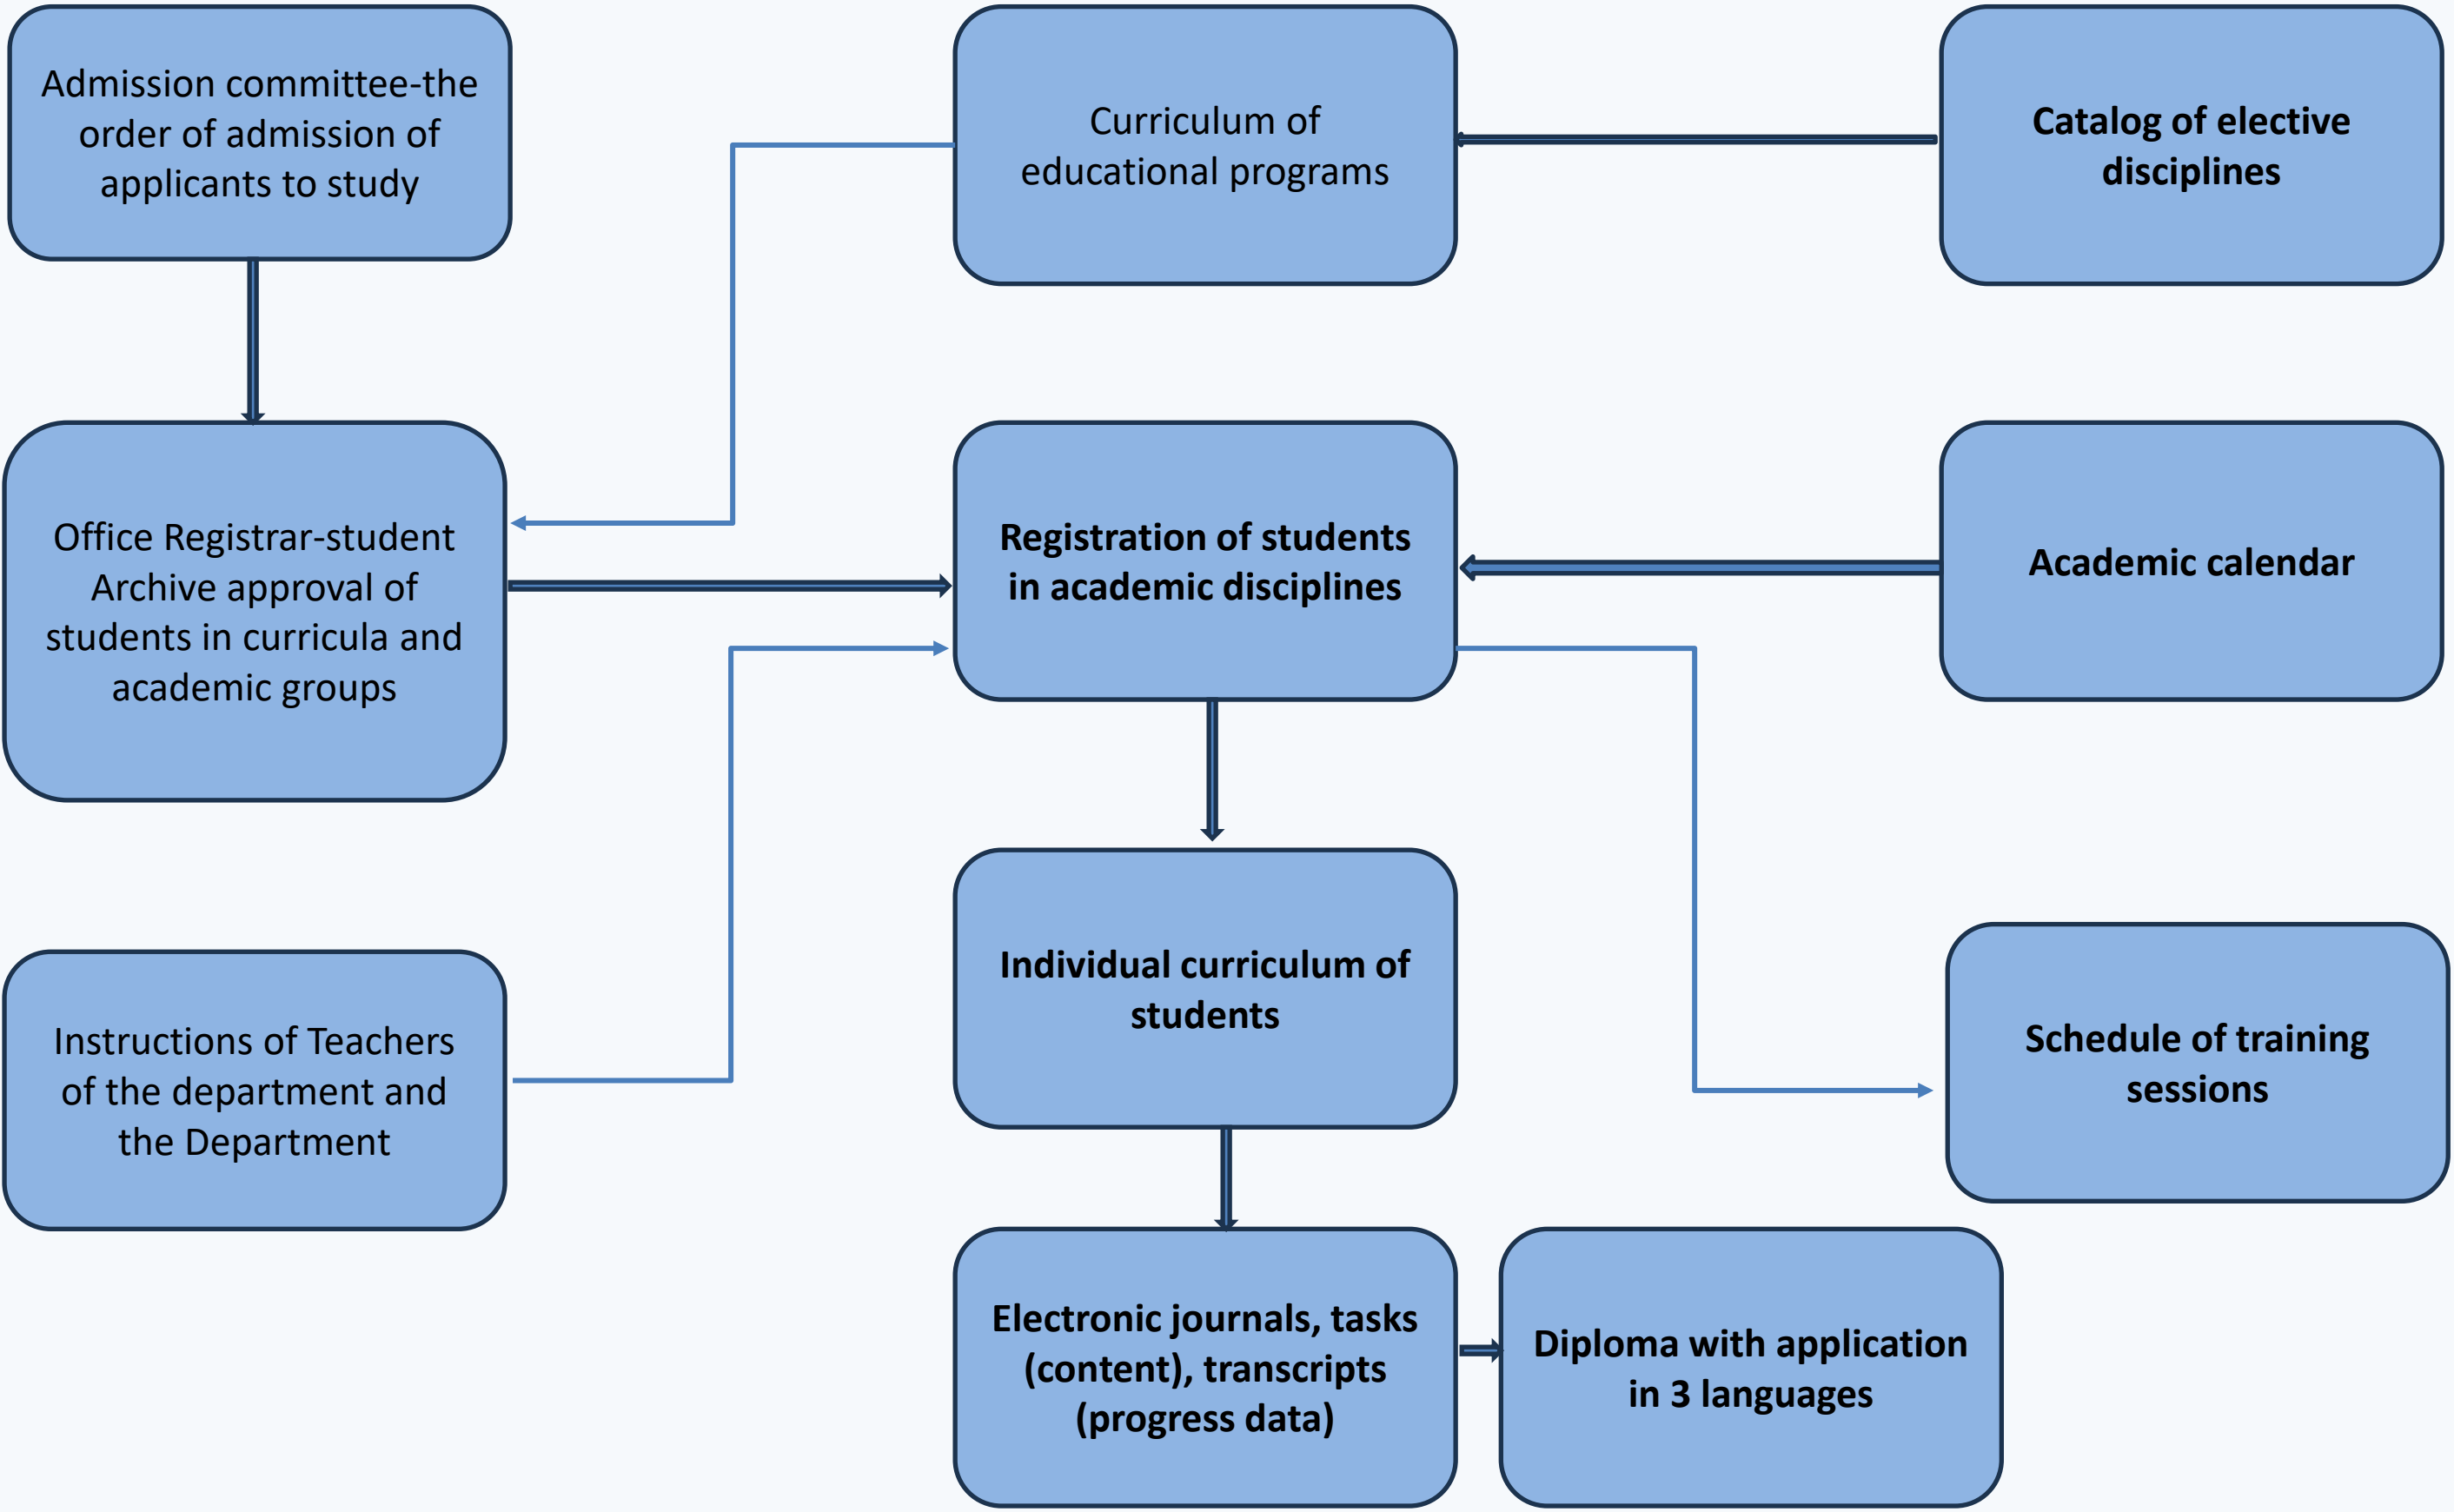 Admission committee-the
order of admission of
applicants to study
Curriculum of
educational programs
Catalog of elective
disciplines
Office Registrar-student
Archive approval of
students in curricula and
academic groups
Registration of students
in academic disciplines
Academic calendar
Instructions of Teachers
of the department and
the Department
Individual curriculum of
students
Schedule of training
sessions
Electronic journals, tasks
(content), transcripts
(progress data)
Diploma with application
in 3 languages